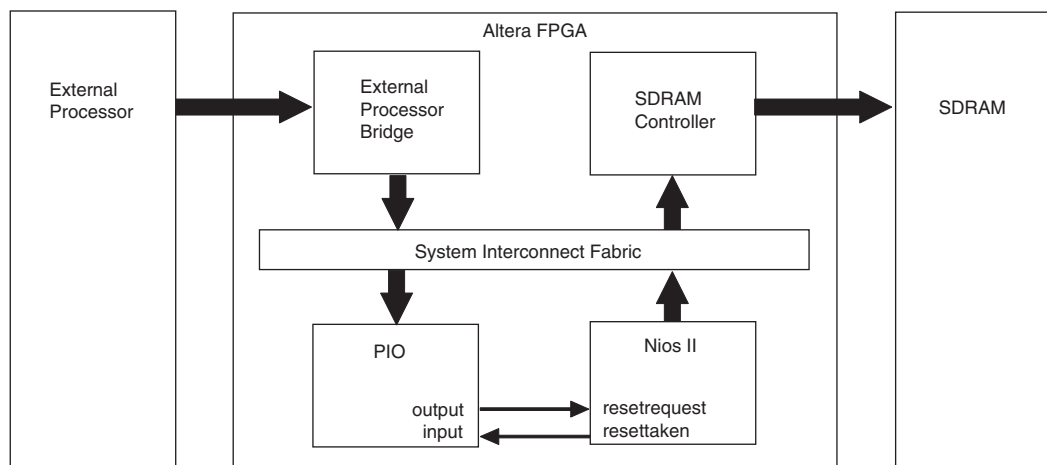 Altera FPGA
External
Processor
External
Processor
Bridge
SDRAM
Controller
SDRAM
System Interconnect Fabric
PIO
Nios II
output
input
resetrequest
resettaken